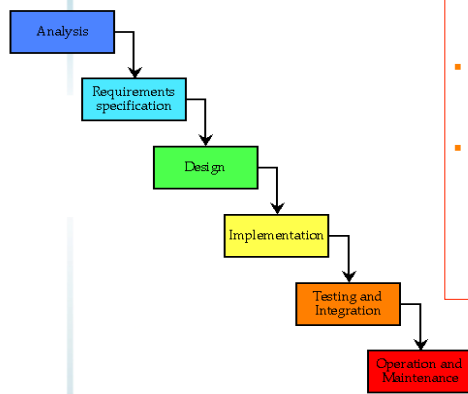 Analysis
Requirements
specification
Design
Implementation
Testing and
Integration
Operation and
Maintenance